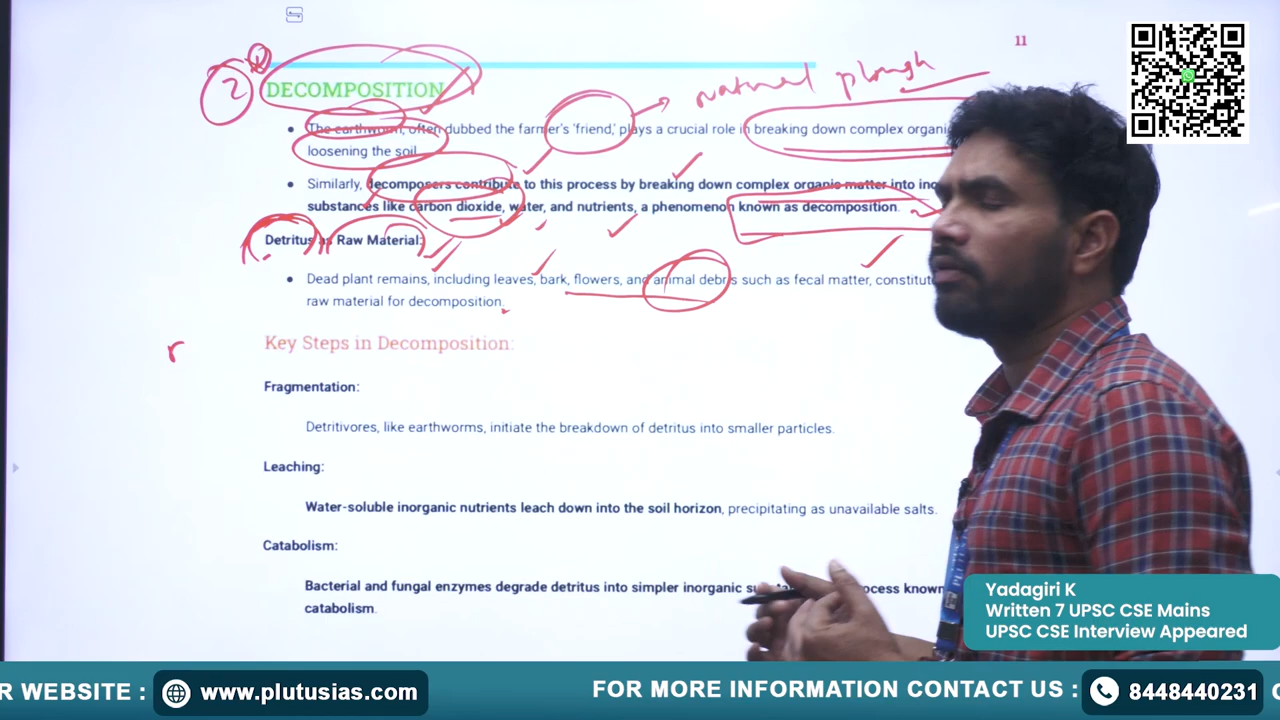 11
2
DECOMPOSITION
natural plough
The earthworm, often dubbed the farmer's 'friend,' plays a crucial role in breaking down complex organic
loosening the soil.
Similarly, decomposers contribute to this process by breaking down complex organic matter into
substances like carbon dioxide, water, and nutrients, a phenomenon known as decomposition.
Detritus as Raw Material:
Dead plant remains, including leaves, bark, flowers, and animal debris such as fecal matter,
raw material for decomposition.
r
Key Steps in Decomposition:
Fragmentation:
Detritivores, like earthworms, initiate the breakdown of detritus into smaller particles.
Leaching:
Water-soluble inorganic nutrients leach down into the soil horizon, precipitating as unavailable salts.
Catabolism:
Bacterial and fungal enzymes degrade detritus into simpler inorganic known
catabolism.
Yadagiri K
Written 7 UPSC CSE Mains
UPSC CSE Interview Appeared
R WEBSITE : www.plutusias.com FOR MORE INFORMATION CONTACT US : 8448440231